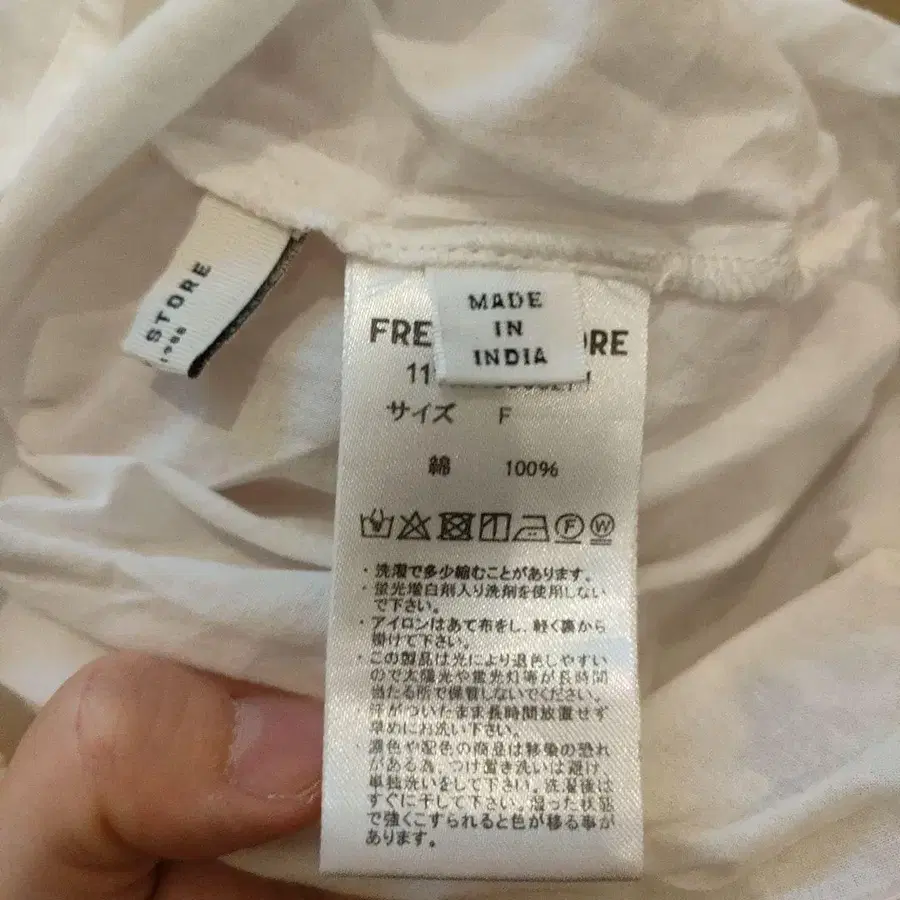 STORE
MADE
IN
INDIA
FRE
ORE
11
サイズ F
綿 100%
F W
・洗濯で多少縮むことがあります。
・蛍光増白剤入り洗剤を使用しない
で下さい。
・アイロンはあて布をし、軽く裏から
掛けて下さい。
・この製品は光により退色しやすい
ので太陽光や蛍光灯等が長時間
当たる所で保管しないでください。
汗がついたまま長時間放置せず
早めにお洗い下さい。
・濃色や配色の商品は移染の恐れ
がある為、つけ置き洗いは避け、
単独洗いをして下さい。洗濯後は
すぐに干して下さい。湿った状態
で強くこすられると色が移る事が
あります。